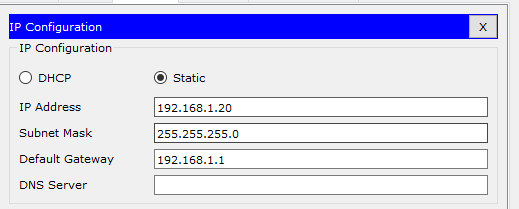 IP Configuration X
IP Configuration
DHCP Static
IP Address 192.168.1.20
Subnet Mask 255.255.255.0
Default Gateway 192.168.1.1
DNS Server